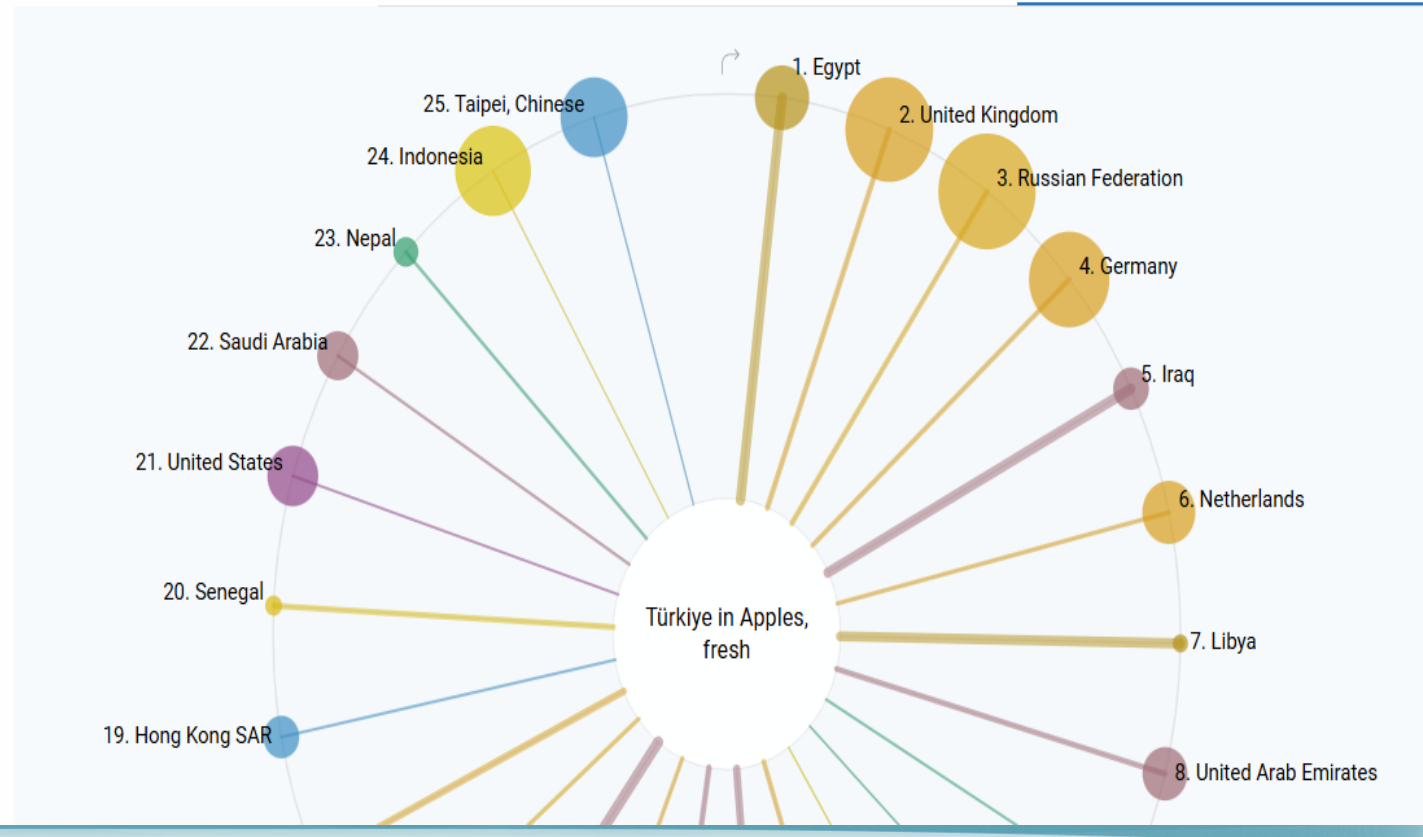 1. Egypt
2. United Kingdom
3. Russian Federation
4. Germany
5. Iraq
6. Netherlands
7. Libya
8. United Arab Emirates
19. Hong Kong SAR
20. Senegal
21. United States
22. Saudi Arabia
23. Nepal
24. Indonesia
25. Taipei, Chinese
Türkiye in Apples,
fresh